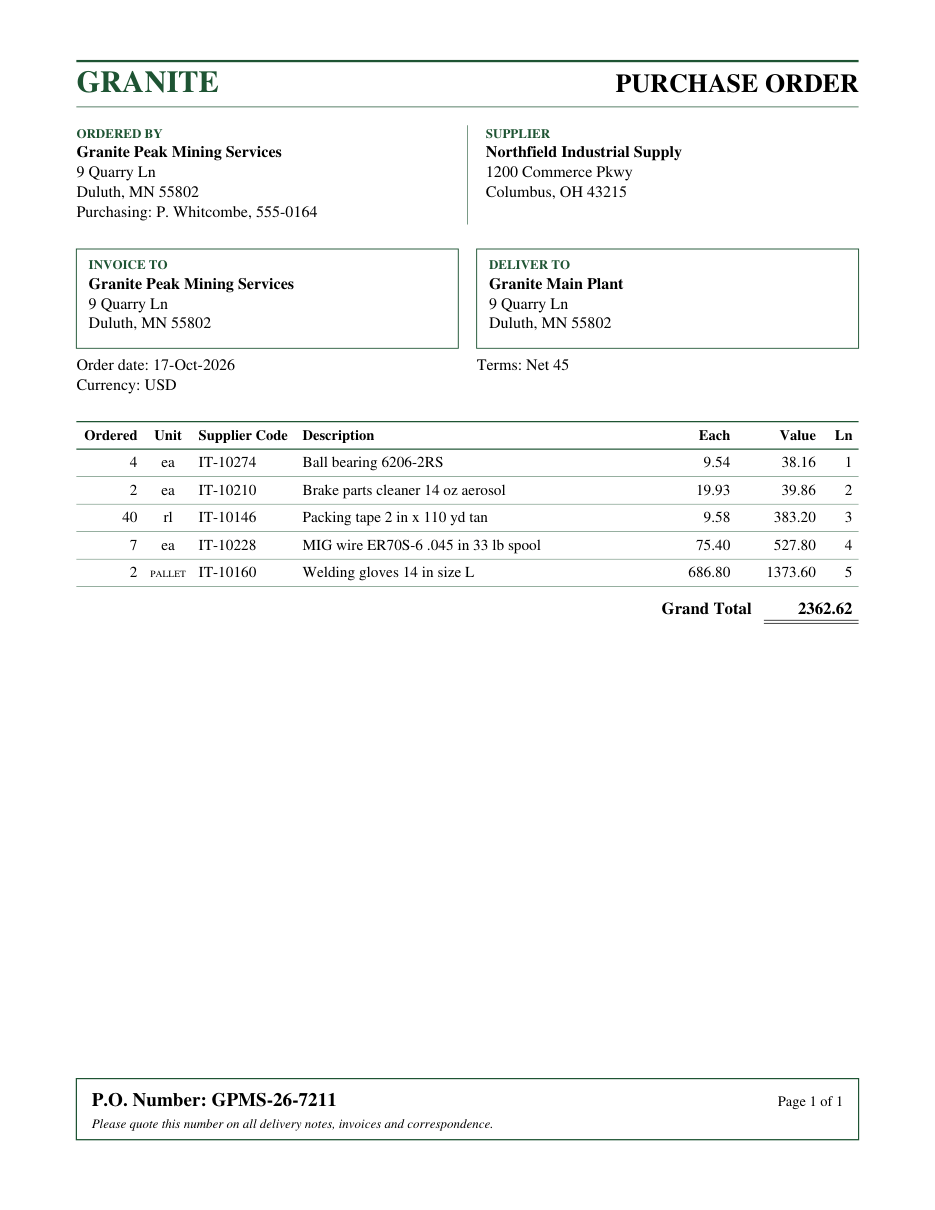 GRANITE
PURCHASE ORDER
ORDERED BY
Granite Peak Mining Services
9 Quarry Ln
Duluth, MN 55802
Purchasing: P. Whitcombe, 555-0164
SUPPLIER
Northfield Industrial Supply
1200 Commerce Pkwy
Columbus, OH 43215
INVOICE TO
Granite Peak Mining Services
9 Quarry Ln
Duluth, MN 55802
DELIVER TO
Granite Main Plant
9 Quarry Ln
Duluth, MN 55802
Order date: 17-Oct-2026
Currency: USD
Terms: Net 45
Ordered Unit Supplier Code Description Each Value Ln
4 ea IT-10274 Ball bearing 6206-2RS 9.54 38.16 1
2 ea IT-10210 Brake parts cleaner 14 oz aerosol 19.93 39.86 2
40 rl IT-10146 Packing tape 2 in x 110 yd tan 9.58 383.20 3
7 ea IT-10228 MIG wire ER70S-6 .045 in 33 lb spool 75.40 527.80 4
2 PALLET IT-10160 Welding gloves 14 in size L 686.80 1373.60 5
Grand Total 2362.62
P.O. Number: GPMS-26-7211
Page 1 of 1
Please quote this number on all delivery notes, invoices and correspondence.